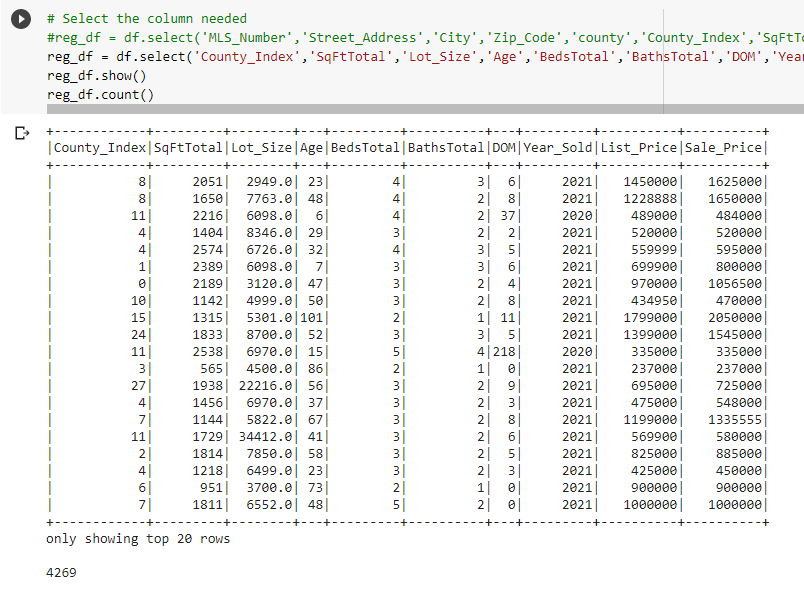 # Select the column needed
#reg_df = df.select('MLS_Number','Street_Address','City','Zip_Code','county','County_Index','SqFtTo
reg_df = df.select('County_Index','SqFtTotal','Lot_Size','Age','BedsTotal','BathsTotal','DOM','Year
reg_df.show()
reg_df.count()
+------------+---------+--------+---+---------+----------+---+---------+----------+----------+
|County_Index|SqFtTotal|Lot_Size|Age|BedsTotal|BathsTotal|DOM|Year_Sold|List_Price|Sale_Price|
+------------+---------+--------+---+---------+----------+---+---------+----------+----------+
|           8|     2051|  2949.0| 23|        4|         3|  6|     2021|   1450000|   1625000|
|           8|     1650|  7763.0| 48|        4|         2|  8|     2021|   1228888|   1650000|
|          11|     2216|  6098.0|  6|        4|         2| 37|     2020|    489000|    484000|
|           4|     1404|  8346.0| 29|        3|         2|  2|     2021|    520000|    520000|
|           4|     2574|  6726.0| 32|        4|         3|  5|     2021|    559999|    595000|
|           1|     2389|  6098.0|  7|        3|         3|  6|     2021|    699900|    800000|
|           0|     2189|  3120.0| 47|        3|         2|  4|     2021|    970000|   1056500|
|          10|     1142|  4999.0| 50|        3|         2|  8|     2021|    434950|    470000|
|          15|     1315|  5301.0|101|        2|         1| 11|     2021|   1799000|   2050000|
|          24|     1833|  8700.0| 52|        3|         3|  5|     2021|   1399000|   1545000|
|          11|     2538|  6970.0| 15|        5|         4|218|     2020|    335000|    335000|
|           3|      565|  4500.0| 86|        2|         1|  0|     2021|    237000|    237000|
|          27|     1938| 22216.0| 56|        3|         2|  9|     2021|    695000|    725000|
|           4|     1456|  6970.0| 37|        3|         2|  3|     2021|    475000|    548000|
|           7|     1144|  5822.0| 67|        3|         2|  8|     2021|   1199000|   1335555|
|          11|     1729| 34412.0| 41|        3|         2|  6|     2021|    569900|    580000|
|           2|     1814|  7850.0| 58|        3|         2|  5|     2021|    825000|    885000|
|           4|     1218|  6499.0| 23|        3|         2|  3|     2021|    425000|    450000|
|           6|      951|  3700.0| 73|        2|         1|  0|     2021|    900000|    900000|
|           7|     1811|  6552.0| 48|        5|         2|  0|     2021|   1000000|   1000000|
+------------+---------+--------+---+---------+----------+---+---------+----------+----------+
only showing top 20 rows
4269